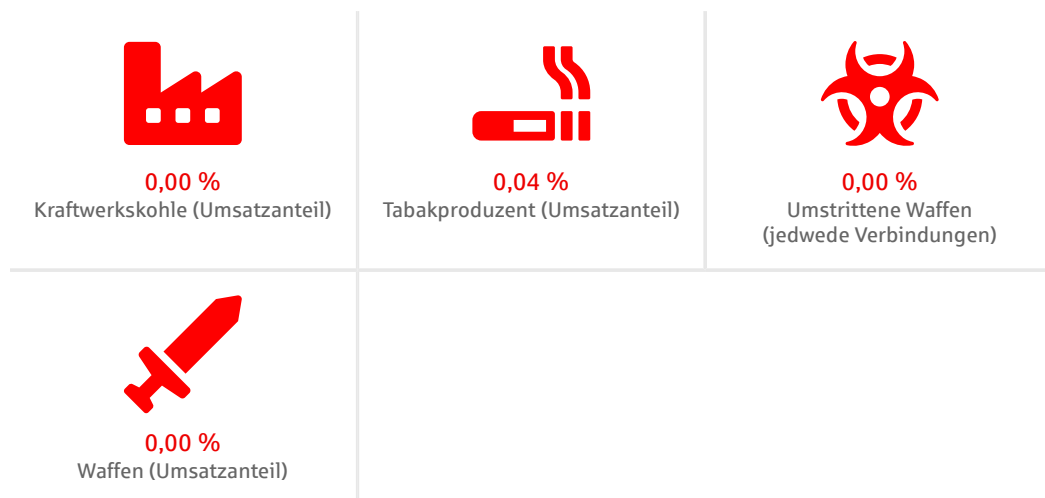 0,00 %
Kraftwerkskohle (Umsatzanteil)
0,04 %
Tabakproduzent (Umsatzanteil)
0,00 %
Umstrittene Waffen
(jedwede Verbindungen)
0,00 %
Waffen (Umsatzanteil)